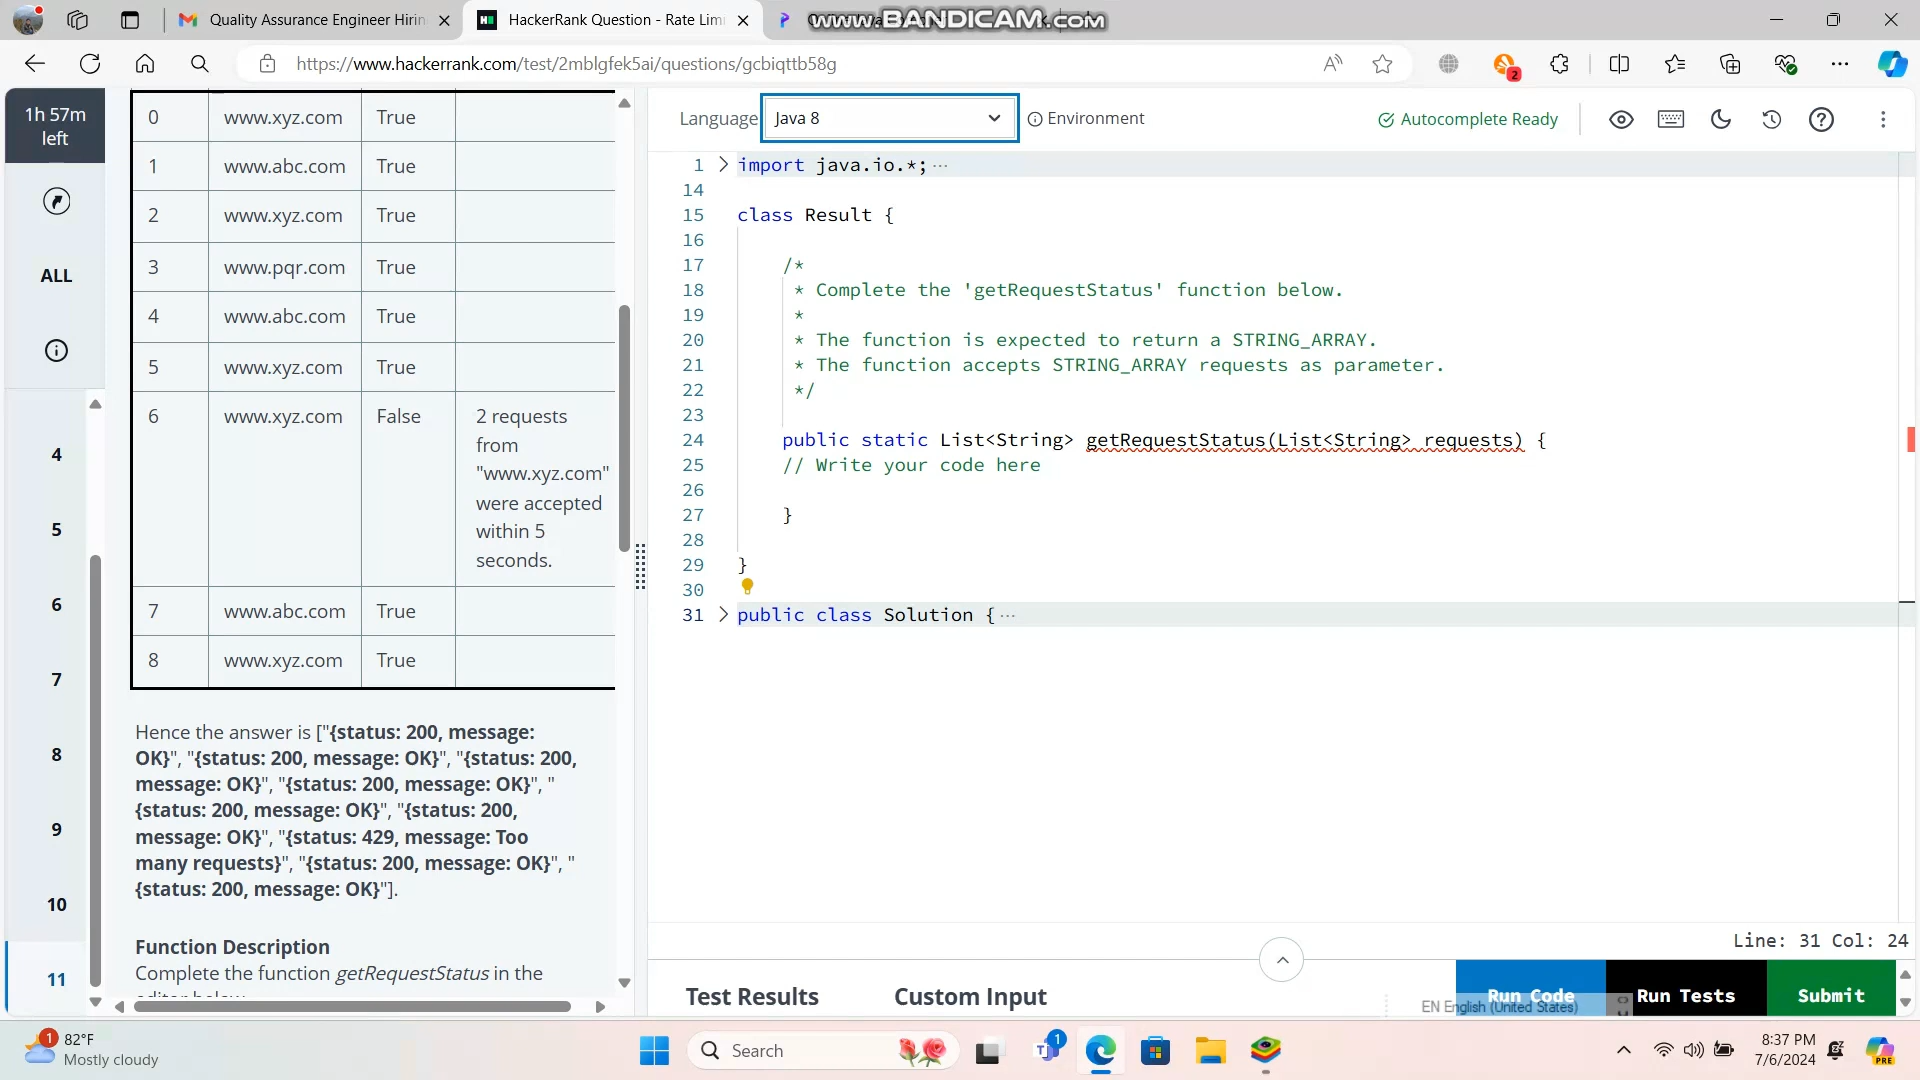 Quality Assurance Engineer Hirin
HackerRank Question - Rate Lim
www.BANDICAM.com
https://www.hackerrank.com/test/2mblgfek5ai/questions/gcbiqttb58g
2
1h 57m
left
ALL
4
5
6
7
8
9
10
11
0 www.xyz.com True
1 www.abc.com True
2 www.xyz.com True
3 www.pqr.com True
4 www.abc.com True
5 www.xyz.com True
6 www.xyz.com False 2 requests
from
"www.xyz.com"
were accepted
within 5
seconds.
7 www.abc.com True
8 www.xyz.com True
Hence the answer is ["{status: 200, message:
OK}", "{status: 200, message: OK}", "{status: 200,
message: OK}", "{status: 200, message: OK}", "
{status: 200, message: OK}", "{status: 200,
message: OK}", "{status: 429, message: Too
many requests}", "{status: 200, message: OK}", "
{status: 200, message: OK}"].
Function Description
Complete the function getRequestStatus in the
Language Java 8 Environment Autocomplete Ready
1 import java.io.*;
14
15 class Result {
16
17 /*
18 * Complete the 'getRequestStatus' function below.
19 *
20 * The function is expected to return a STRING_ARRAY.
21 * The function accepts STRING_ARRAY requests as parameter.
22 */
23
24 public static List<String> getRequestStatus(List<String> requests) {
25 // Write your code here
26
27 }
28
29 }
30
31 public class Solution {
Line: 31 Col: 24
Test Results Custom Input Run Code Run Tests Submit
EN English (United States)
1
82°F
Mostly cloudy
Search
1
8:37 PM
7/6/2024
PRE